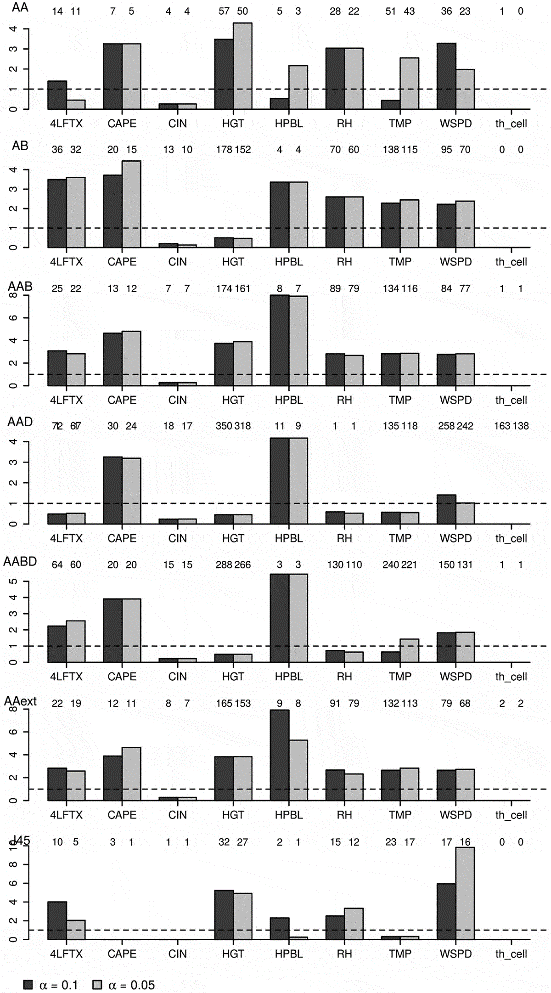 AA
14 11 7 5 4 4 57 50 5 3 28 22 51 43 36 23 1 0
4
3
2
1
0
4LFTX CAPE CIN HGT HPBL RH TMP WSPD th_cell
AB
36 32 20 15 13 10 178 152 4 4 70 60 138 115 95 70 0 0
4
3
2
1
0
4LFTX CAPE CIN HGT HPBL RH TMP WSPD th_cell
AAB
25 22 13 12 7 7 174 161 8 7 89 79 134 116 84 77 1 1
8
6
4
2
0
4LFTX CAPE CIN HGT HPBL RH TMP WSPD th_cell
AAD
30 24 18 17 350 318 11 9 1 1 135 118 258 242 163 138
4
3
2
1
0
4LFTX CAPE CIN HGT HPBL RH TMP WSPD th_cell
AABD
64 60 20 20 15 15 288 266 3 3 130 110 240 221 150 131 1 1
5
4
3
2
1
0
4LFTX CAPE CIN HGT HPBL RH TMP WSPD th_cell
AAext
22 19 12 11 8 7 165 153 9 8 91 79 132 113 79 68 2 2
8
6
4
2
0
4LFTX CAPE CIN HGT HPBL RH TMP WSPD th_cell
10 5 3 1 1 1 32 27 2 1 15 12 23 17 17 16 0 0
10
8
6
4
2
0
4LFTX CAPE CIN HGT HPBL RH TMP WSPD th_cell
α = 0.1 α = 0.05